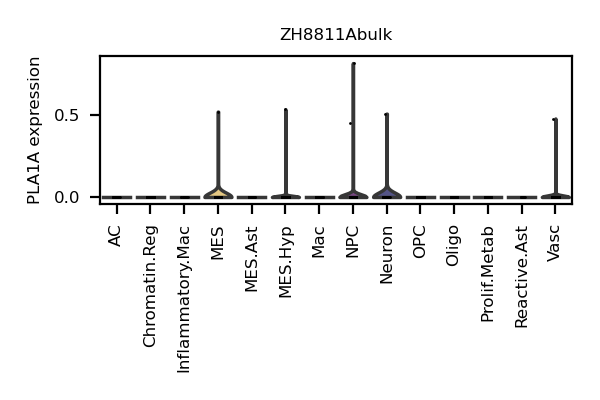 ZH8811Abulk
PLA1A expression
0.5
0.0
AC
Chromatin.Reg
Inflammatory.Mac
MES
MES.Ast
MES.Hyp
Mac
NPC
Neuron
OPC
Oligo
Prolif.Metab
Reactive.Ast
Vasc